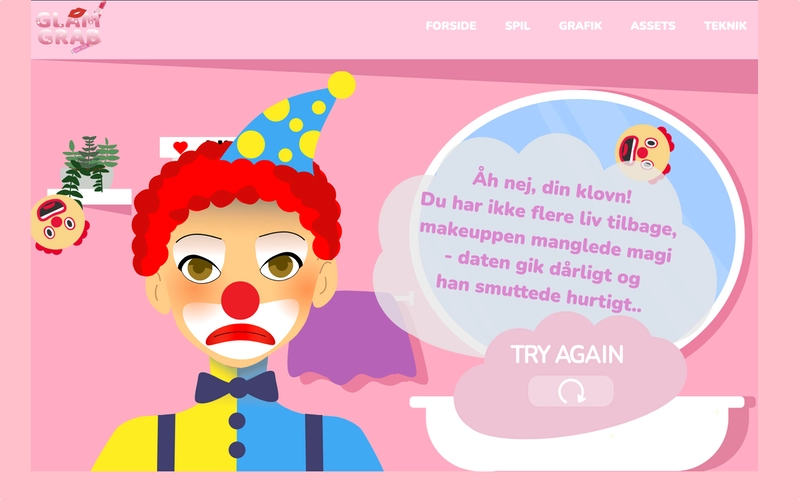 GLAM
GRAB
FORSIDE SPIL GRAFIK ASSETS TEKNIK
Åh nej, din klovn!
Du har ikke flere liv tilbage,
makeuppen manglede magi
- daten gik dårligt og
han smuttede hurtigt..
TRY AGAIN